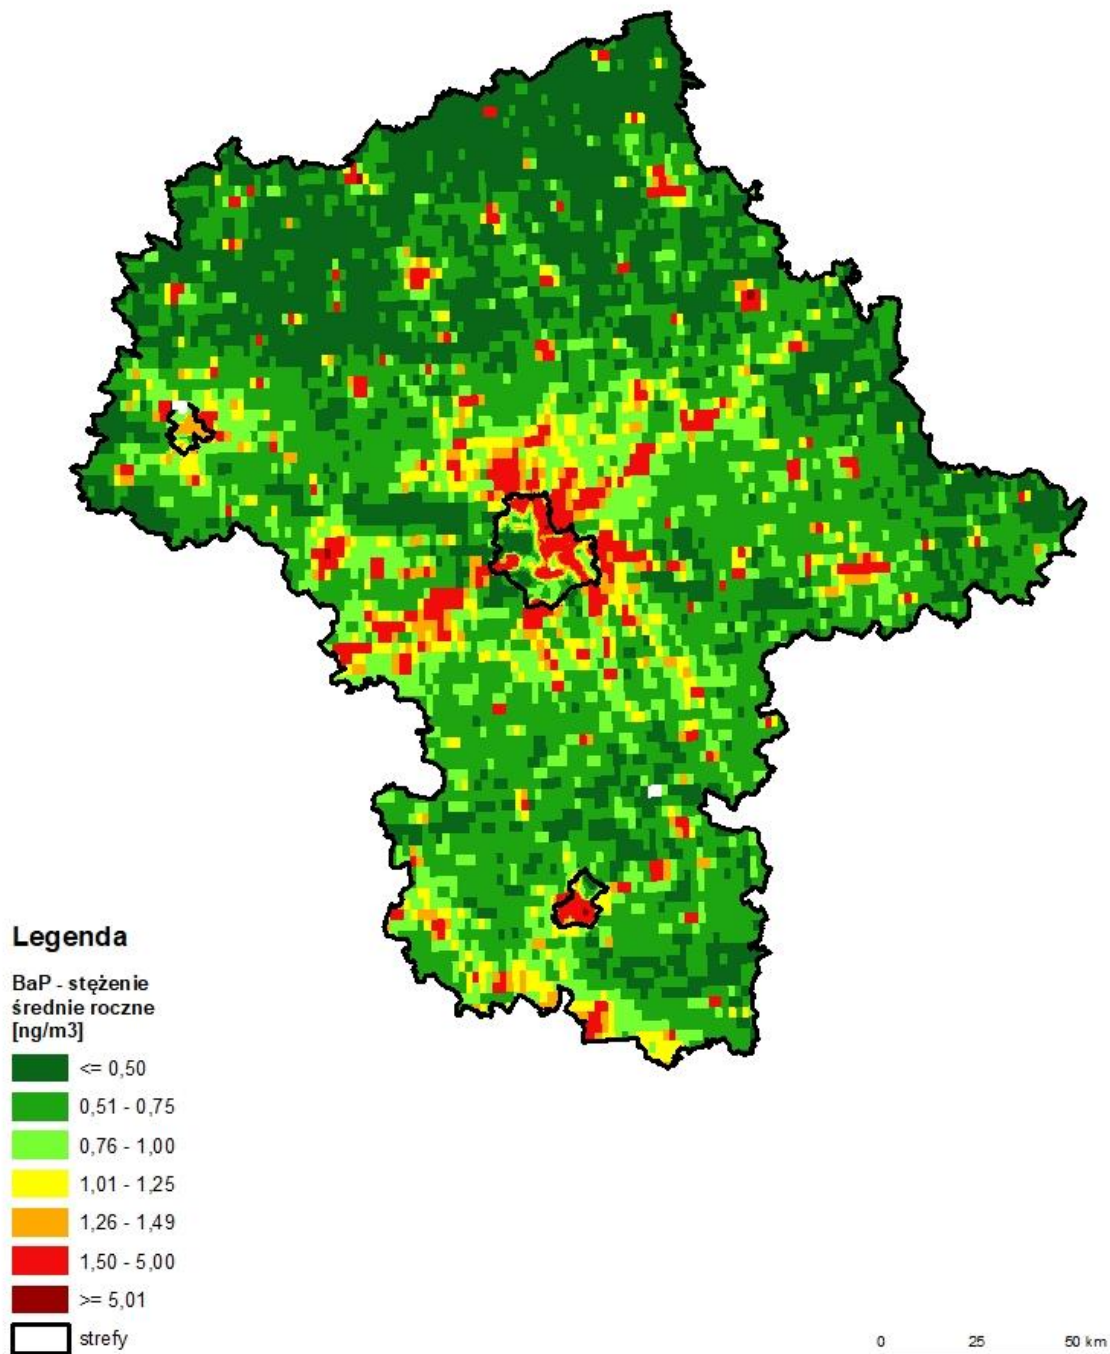 Legenda
BaP - stężenie
średnie roczne
[ng/m3]
<= 0,50
0,51 - 0,75
0,76 - 1,00
1,01 - 1,25
1,26 - 1,49
1,50 - 5,00
>= 5,01
strefy
0 25 50 km